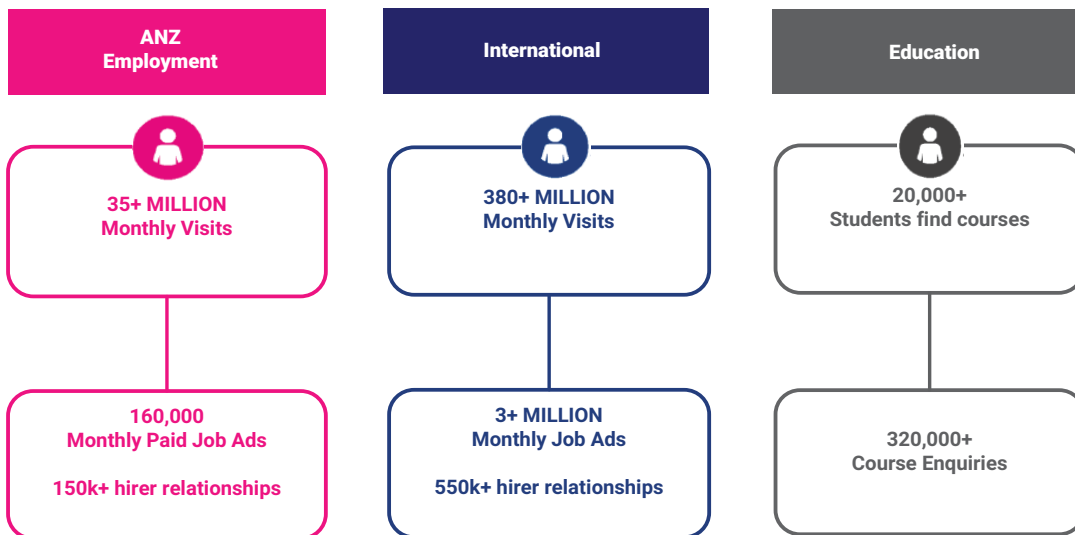 ANZ
Employment
35+ MILLION
Monthly Visits
160,000
Monthly Paid Job Ads
150k+ hirer relationships
International
380+ MILLION
Monthly Visits
3+ MILLION
Monthly Job Ads
550k+ hirer relationships
Education
20,000+
Students find courses
320,000+
Course Enquiries